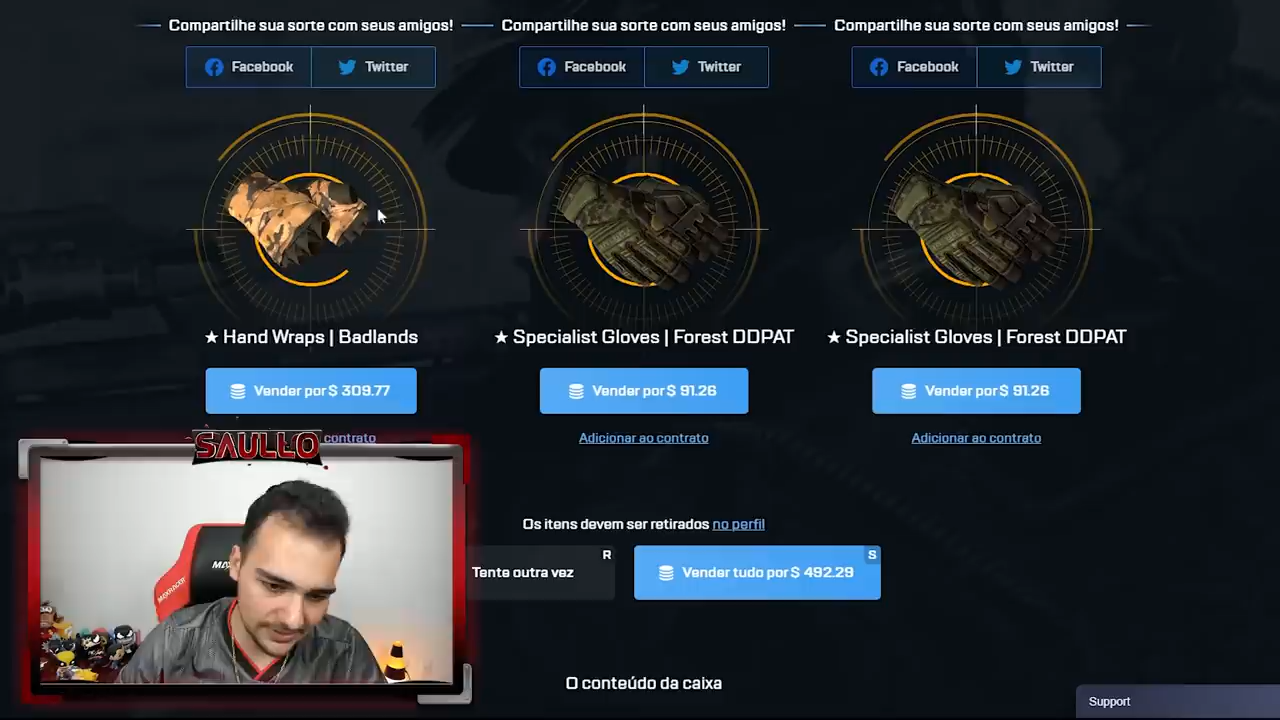 Compartilhe sua sorte com seus amigos! Compartilhe sua sorte com seus amigos! Compartilhe sua sorte com seus amigos!
Facebook Twitter Facebook Twitter Facebook Twitter
★ Hand Wraps | Badlands ★ Specialist Gloves | Forest DDPAT ★ Specialist Gloves | Forest DDPAT
Vender por $ 309.77 Vender por $ 91.26 Vender por $ 91.26
contrato Adicionar ao contrato Adicionar ao contrato
SAULLO
Os itens devem ser retirados no perfil
Tente outra vez R Vender tudo por $ 492.29 S
O conteúdo da caixa
Support